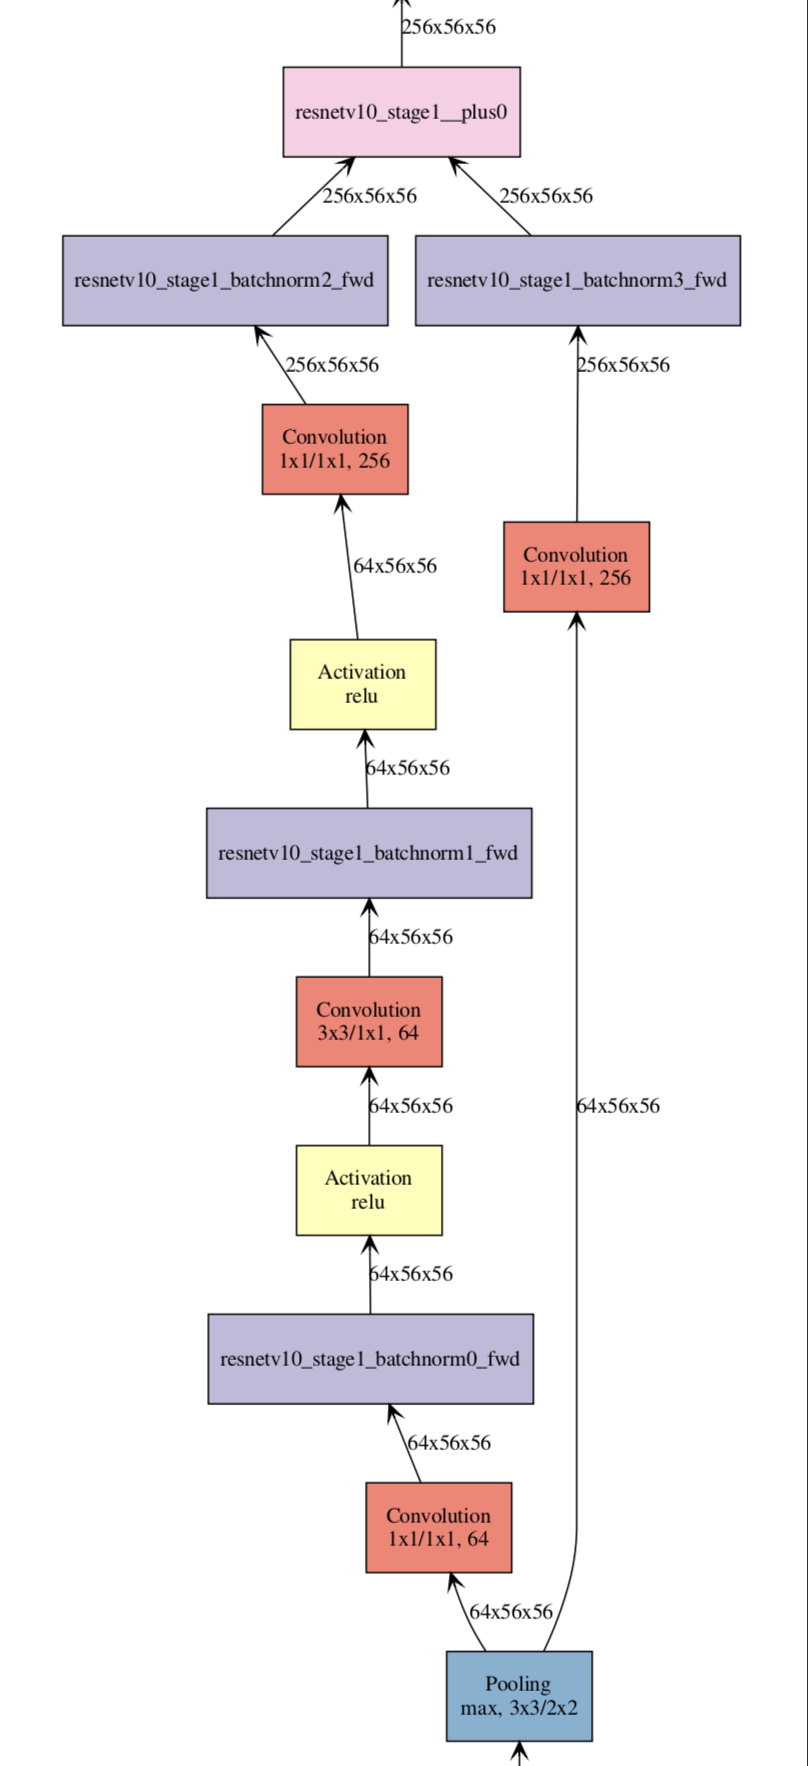 256x56x56
resnetv10_stage1__plus0
256x56x56
256x56x56
resnetv10_stage1_batchnorm2_fwd
resnetv10_stage1_batchnorm3_fwd
256x56x56
256x56x56
Convolution
1x1/1x1, 256
Convolution
1x1/1x1, 256
64x56x56
Activation
relu
64x56x56
resnetv10_stage1_batchnorm1_fwd
64x56x56
Convolution
3x3/1x1, 64
64x56x56
64x56x56
Activation
relu
64x56x56
resnetv10_stage1_batchnorm0_fwd
64x56x56
Convolution
1x1/1x1, 64
64x56x56
Pooling
max, 3x3/2x2